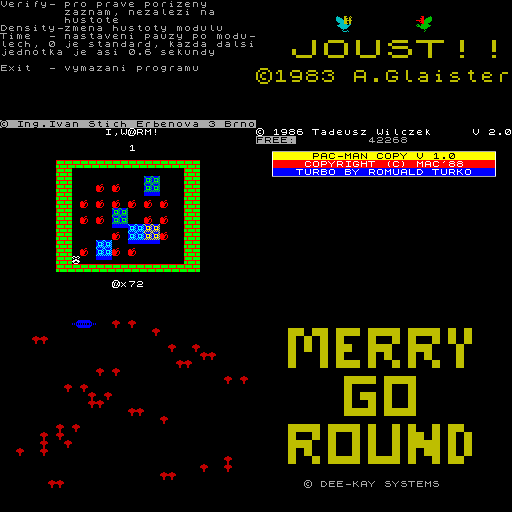 Verify- pro prave porizeny
zaznam, nezalezi na
hustote
Density-zmena hustoty modulu
Time  - nastaveni pauzy po modu-
lech, 0 je standard, kazda dalsi
jednotka je asi 0.6 sekundy
Exit  - vymazani programu
© Ing.Ivan Stich Erbenova 3 Brno
JOUST!!
©1983 A.Glaister
I,W@RM!
1
@x72
© 1986 Tadeusz Wilczek     V 2.0
FREE:          42268
PAC-MAN COPY V 1.0
COPYRIGHT (C) MAC'88
TURBO BY ROMUALD TURKO
MERRY
GO
ROUND
© DEE-KAY SYSTEMS